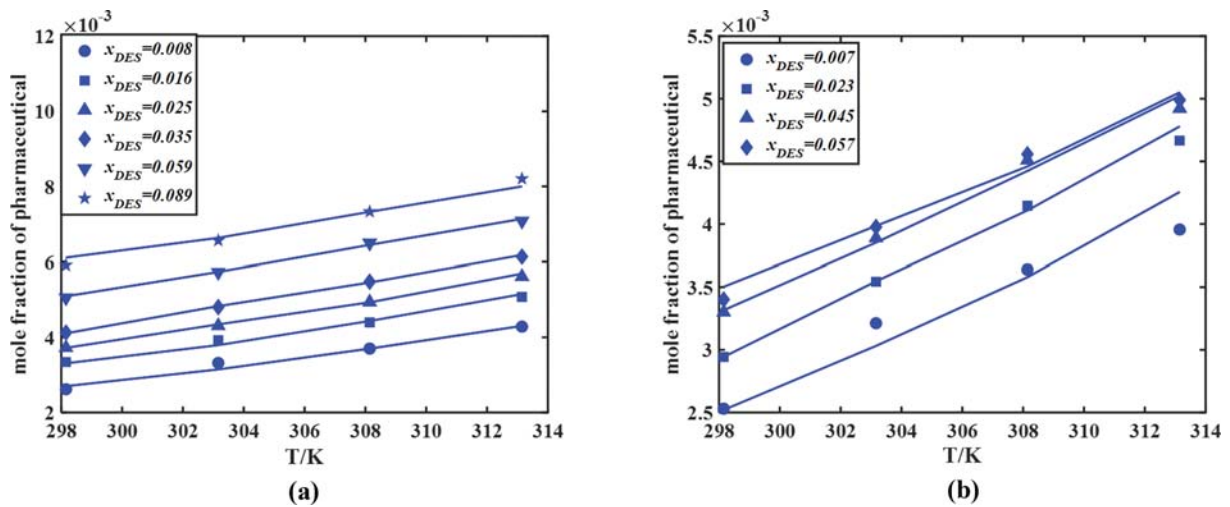 ×10⁻³
12
10
8
6
4
2
x_DES=0.008
x_DES=0.016
x_DES=0.025
x_DES=0.035
x_DES=0.059
x_DES=0.089
mole fraction of pharmaceutical
298 300 302 304 306 308 310 312 314
T/K
(a)
×10⁻³
5.5
5
4.5
4
3.5
3
2.5
x_DES=0.007
x_DES=0.023
x_DES=0.045
x_DES=0.057
mole fraction of pharmaceutical
298 300 302 304 306 308 310 312 314
T/K
(b)